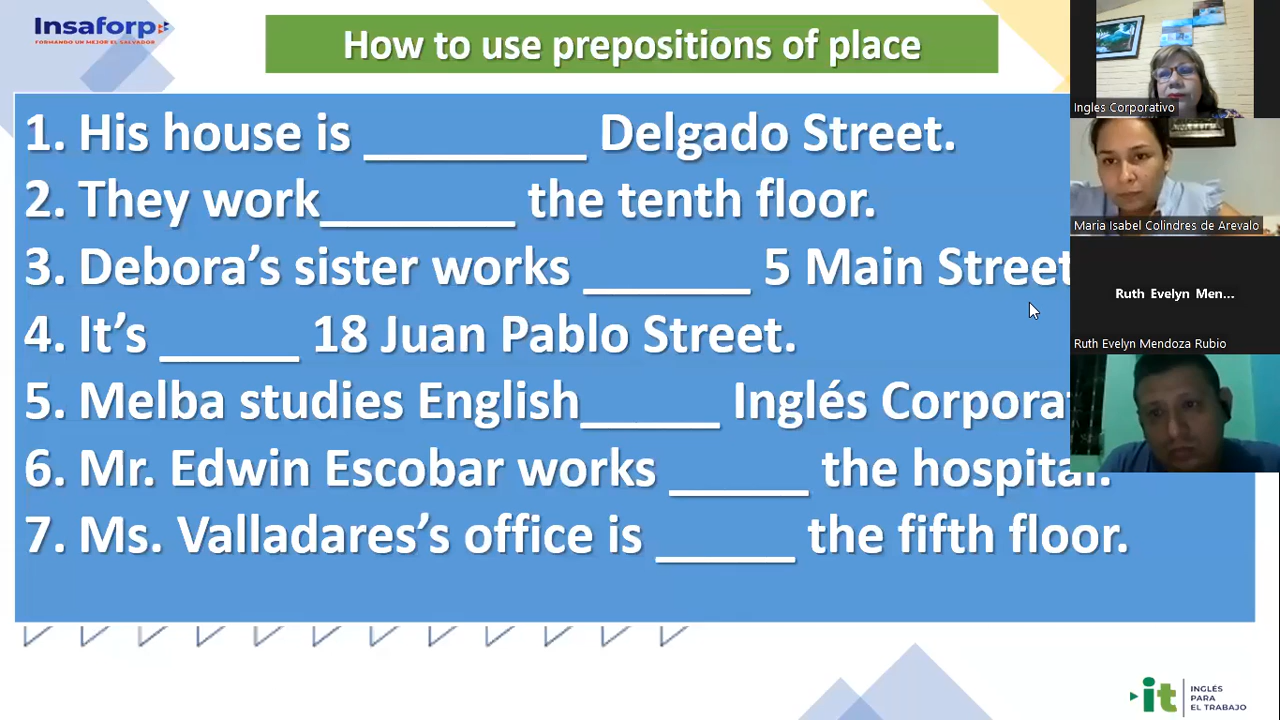 Insaforp
FORMANDO UN MEJOR EL SALVADOR
How to use prepositions of place
1. His house is __________ Delgado Street.
2. They work_________ the tenth floor.
3. Debora’s sister works ________ 5 Main Street
4. It’s ______ 18 Juan Pablo Street.
5. Melba studies English______ Inglés Corporat
6. Mr. Edwin Escobar works ______ the hospital.
7. Ms. Valladares’s office is ______ the fifth floor.
Ingles Corporativo
Maria Isabel Colindres de Arevalo
Ruth Evelyn Men...
Ruth Evelyn Mendoza Rubio
it
INGLÉS
PARA
EL TRABAJO